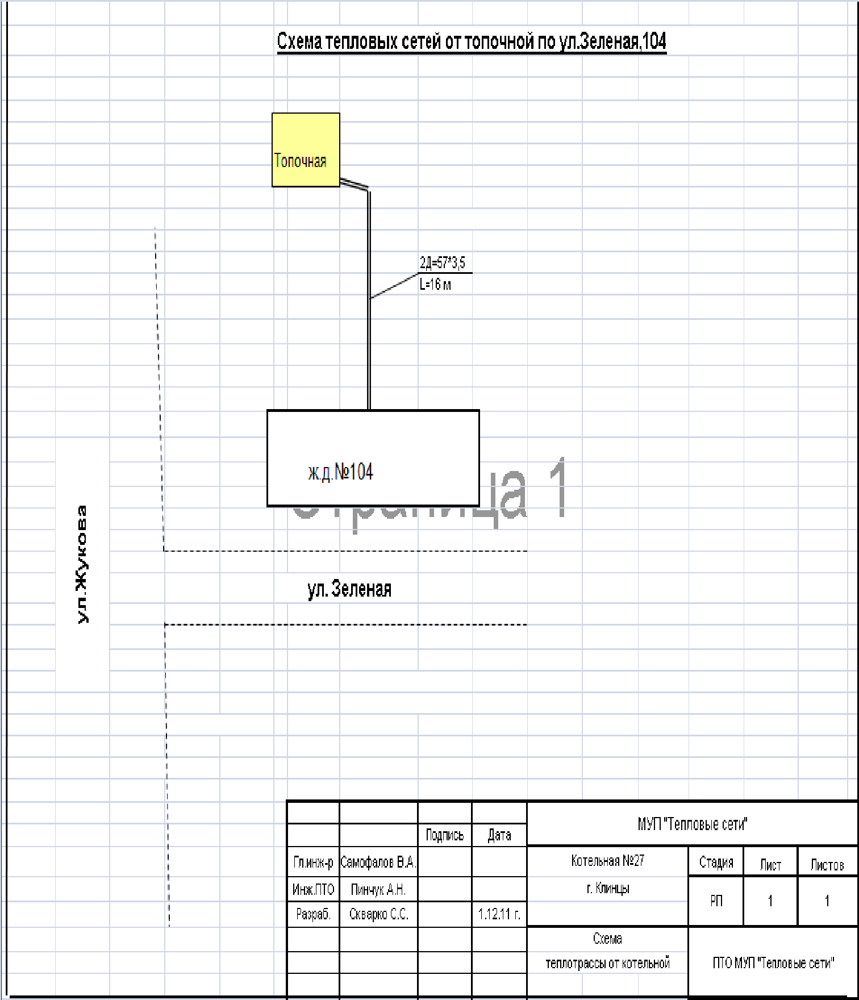 Схема тепловых сетей от топочной по ул.Зеленая,104
Топочная
2Д=57*3,5
L=16 м
ж.д.№104
Страница 1
ул.Жукова
ул. Зеленая
МУП "Тепловые сети"
Подпись Дата
Гл.инж-р Самофалов В.А. Котельная №27 Стадия Лист Листов
Инж.ПТО Пинчук А.Н. г. Клинцы
РП 1 1
Разраб. Скварко С.С. 1.12.11 г.
Схема
теплотрассы от котельной ПТО МУП "Тепловые сети"